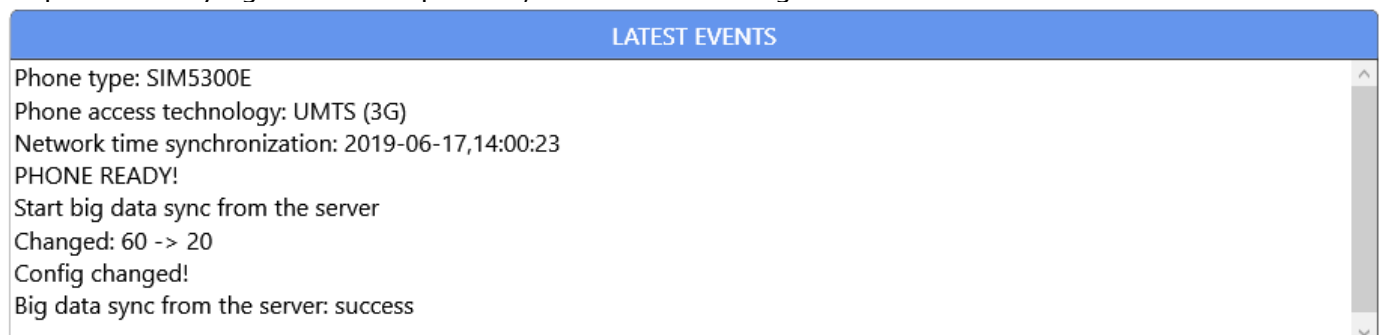 LATEST EVENTS
Phone type: SIM5300E
Phone access technology: UMTS (3G)
Network time synchronization: 2019-06-17,14:00:23
PHONE READY!
Start big data sync from the server
Changed: 60 -> 20
Config changed!
Big data sync from the server: success